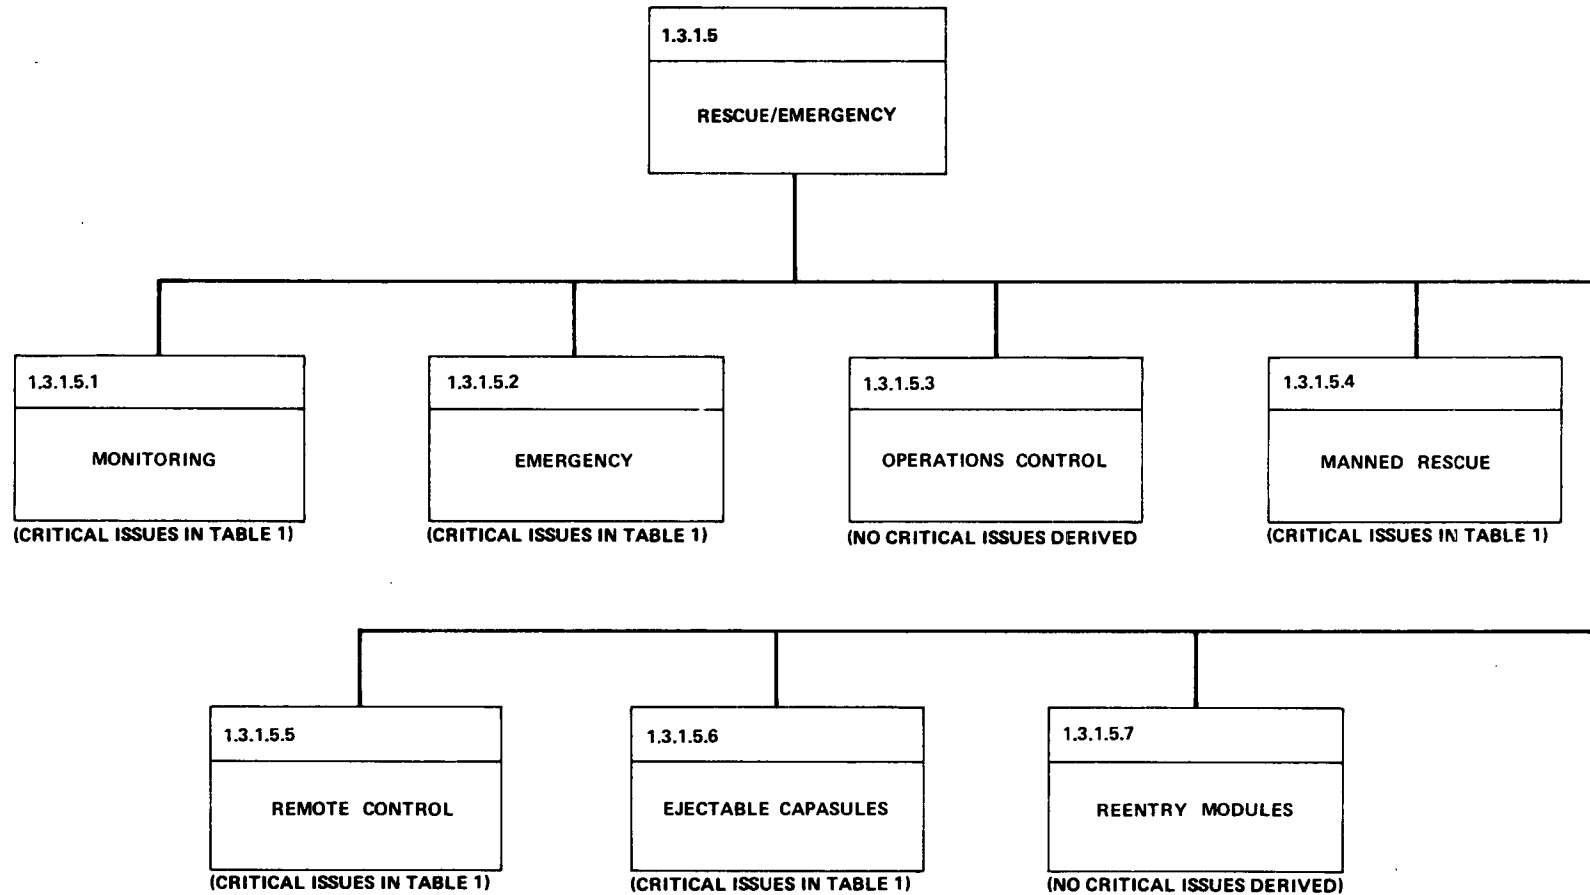 1.3.1.5
RESCUE/EMERGENCY
1.3.1.5.1
MONITORING
(CRITICAL ISSUES IN TABLE 1)
1.3.1.5.2
EMERGENCY
(CRITICAL ISSUES IN TABLE 1)
1.3.1.5.3
OPERATIONS CONTROL
(NO CRITICAL ISSUES DERIVED
1.3.1.5.4
MANNED RESCUE
(CRITICAL ISSUES IN TABLE 1)
1.3.1.5.5
REMOTE CONTROL
(CRITICAL ISSUES IN TABLE 1)
1.3.1.5.6
EJECTABLE CAPASULES
(CRITICAL ISSUES IN TABLE 1)
1.3.1.5.7
REENTRY MODULES
(NO CRITICAL ISSUES DERIVED)